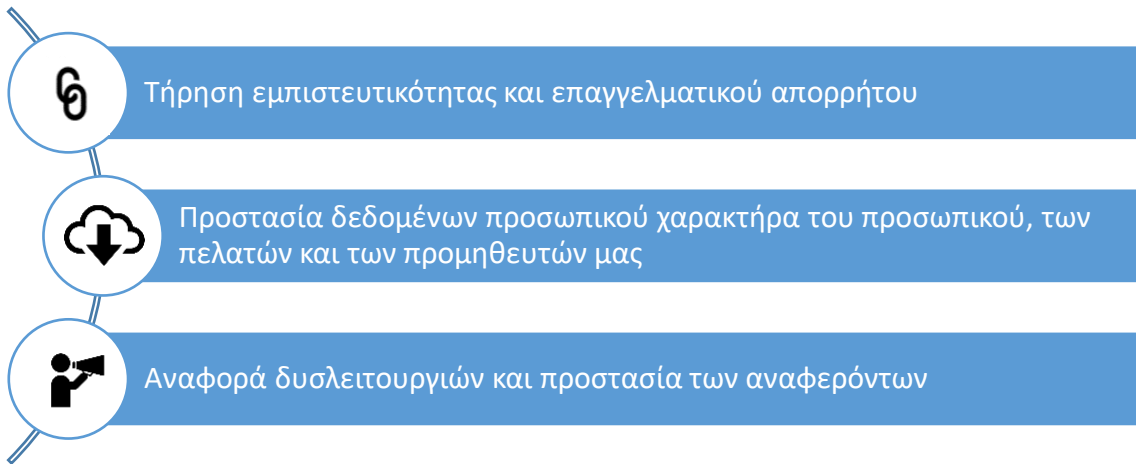 Τήρηση εμπιστευτικότητας και επαγγελματικού απορρήτου
Προστασία δεδομένων προσωπικού χαρακτήρα του προσωπικού, των
πελατών και των προμηθευτών μας
Αναφορά δυσλειτουργιών και προστασία των αναφερόντων